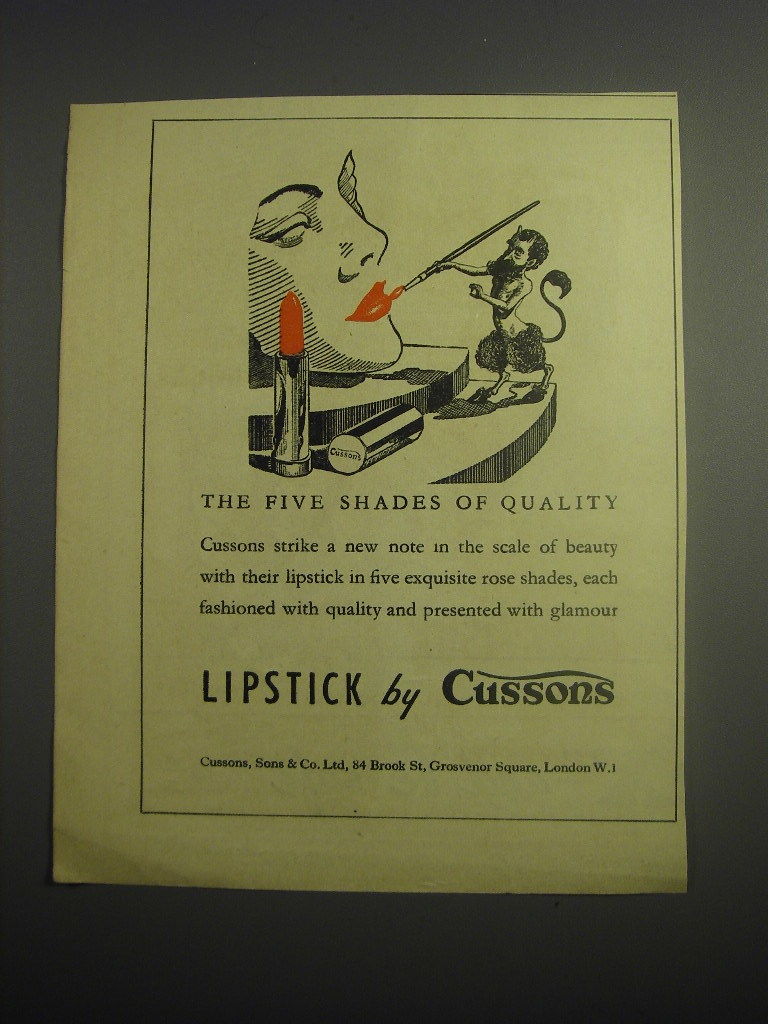 Cussons
THE FIVE SHADES OF QUALITY
Cussons strike a new note in the scale of beauty
with their lipstick in five exquisite rose shades, each
fashioned with quality and presented with glamour
LIPSTICK by Cussons
Cussons, Sons & Co. Ltd, 84 Brook St, Grosvenor Square, London W.1